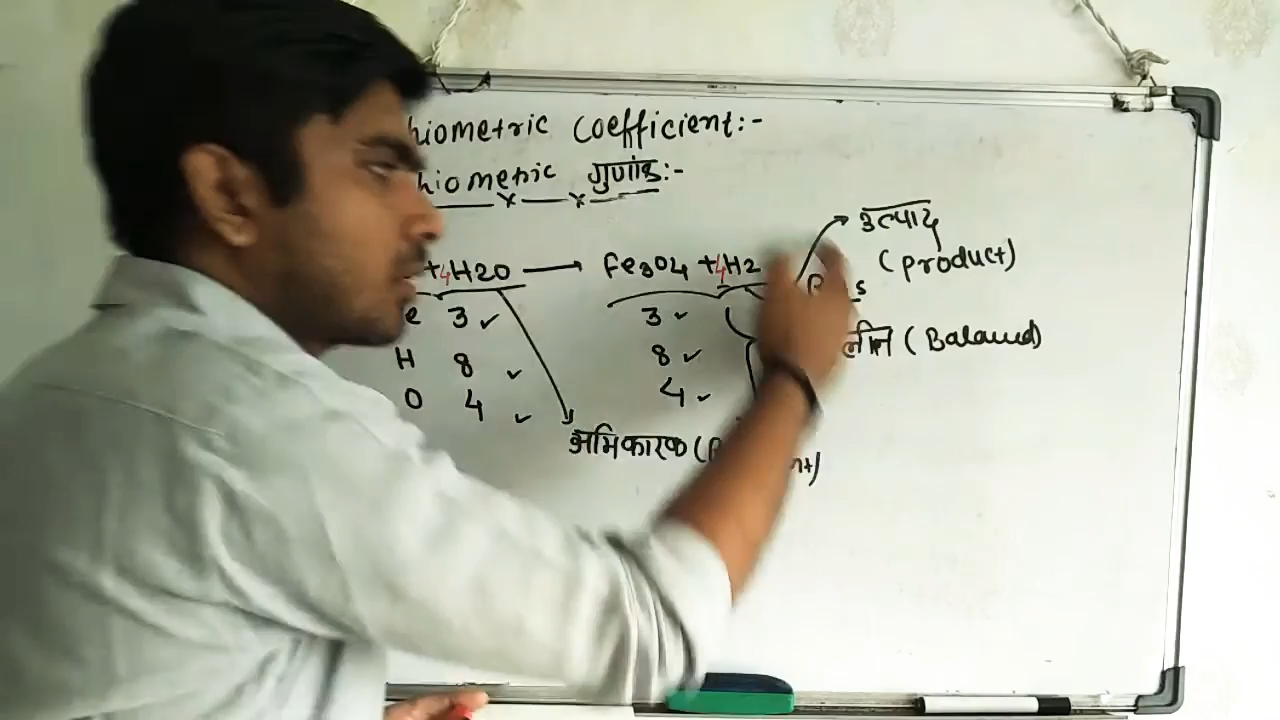 hiometric Coefficient:-
hiometric गुणांक:-
उत्पाद
(product)
+4H2O → Fe3O4 +4H2
e 3 ✓ 3 ✓
(Balanced)
H 8 ✓ 8 ✓
O 4 ✓ 4 ✓
अभिकारक (